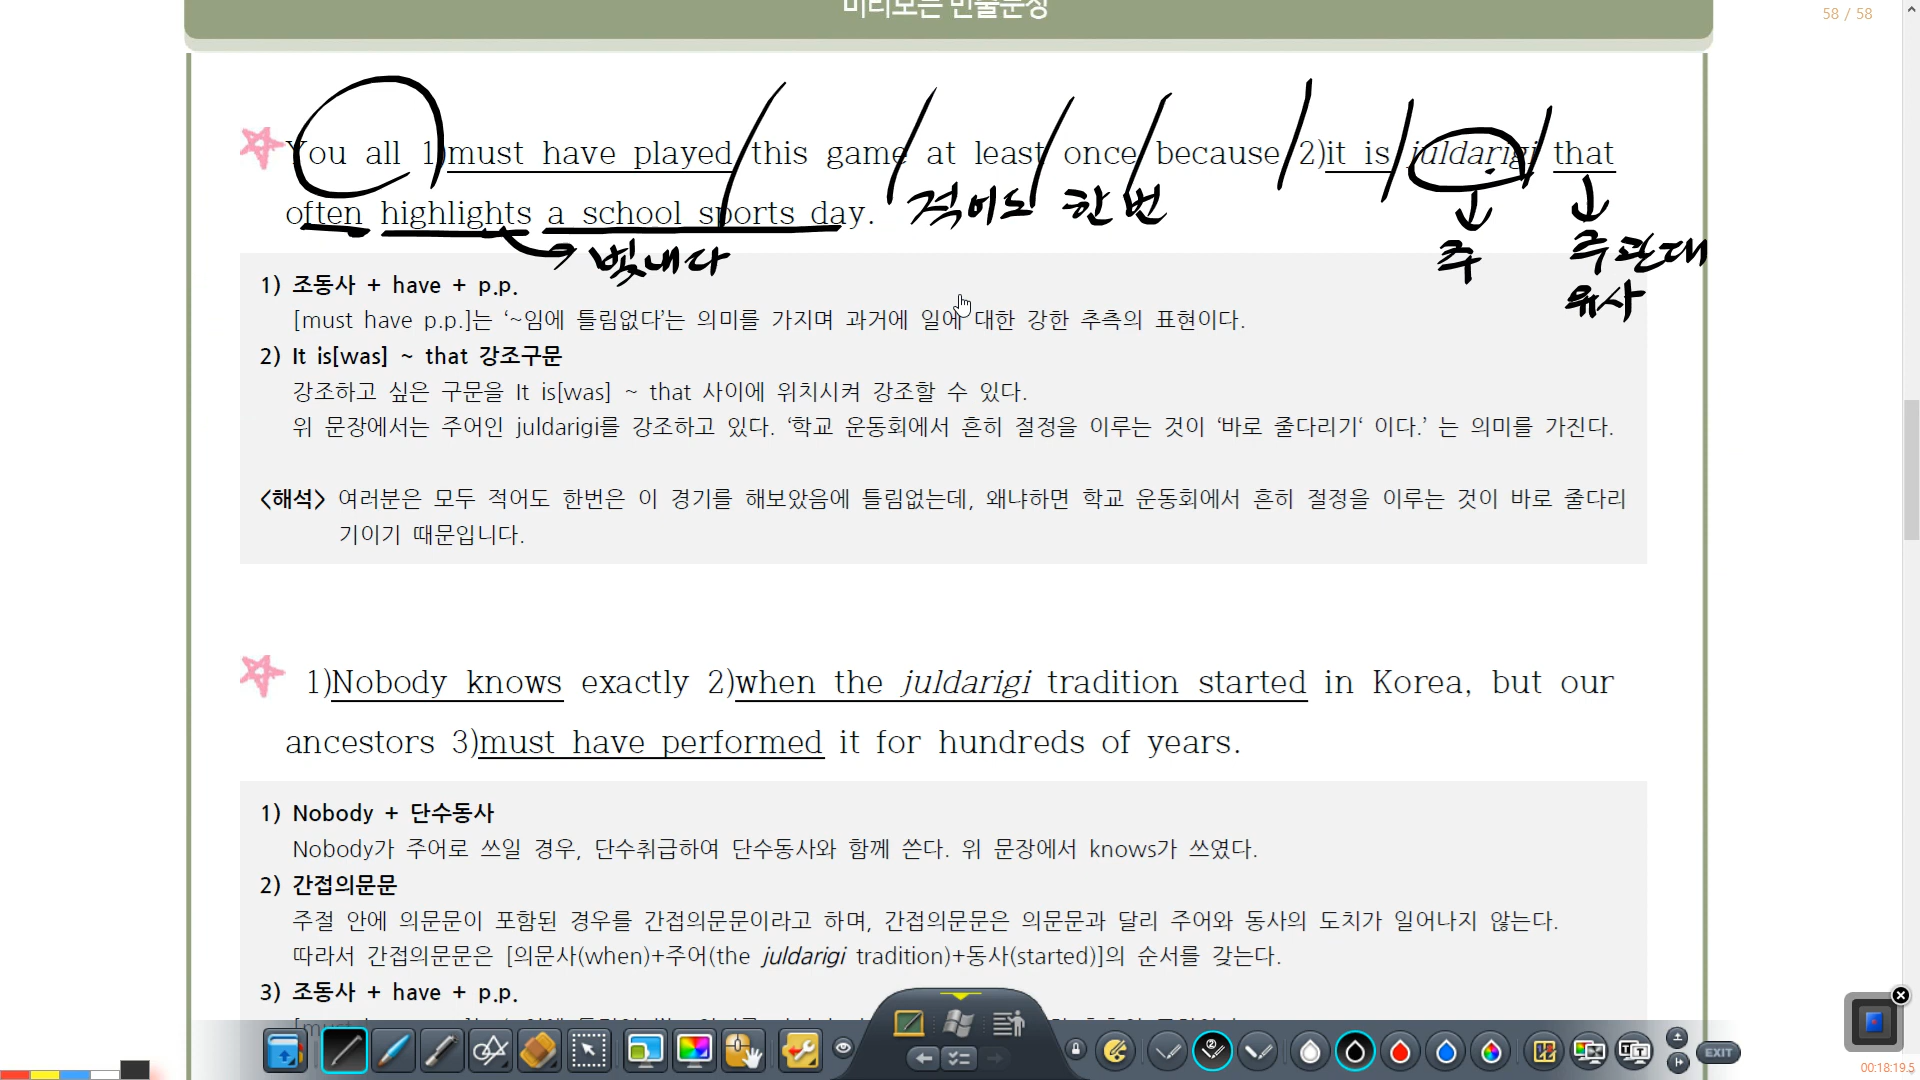 미리보는 빈출문장
58 / 58
You all 1)must have played this game at least once because 2)it is juldarigi that
often highlights a school sports day.
적어도 한번
빛내다
주
주관대
유사
1) 조동사 + have + p.p.
[must have p.p.]는 ‘~임에 틀림없다’는 의미를 가지며 과거에 일에 대한 강한 추측의 표현이다.
2) It is[was] ~ that 강조구문
강조하고 싶은 구문을 It is[was] ~ that 사이에 위치시켜 강조할 수 있다.
위 문장에서는 주어인 juldarigi를 강조하고 있다. ‘학교 운동회에서 흔히 절정을 이루는 것이 ‘바로 줄다리기‘ 이다.’ 는 의미를 가진다.
<해석> 여러분은 모두 적어도 한번은 이 경기를 해보았음에 틀림없는데, 왜냐하면 학교 운동회에서 흔히 절정을 이루는 것이 바로 줄다리
기이기 때문입니다.
1)Nobody knows exactly 2)when the juldarigi tradition started in Korea, but our
ancestors 3)must have performed it for hundreds of years.
1) Nobody + 단수동사
Nobody가 주어로 쓰일 경우, 단수취급하여 단수동사와 함께 쓴다. 위 문장에서 knows가 쓰였다.
2) 간접의문문
주절 안에 의문문이 포함된 경우를 간접의문문이라고 하며, 간접의문문은 의문문과 달리 주어와 동사의 도치가 일어나지 않는다.
따라서 간접의문문은 [의문사(when)+주어(the juldarigi tradition)+동사(started)]의 순서를 갖는다.
3) 조동사 + have + p.p.
EXIT
00:18:19.5